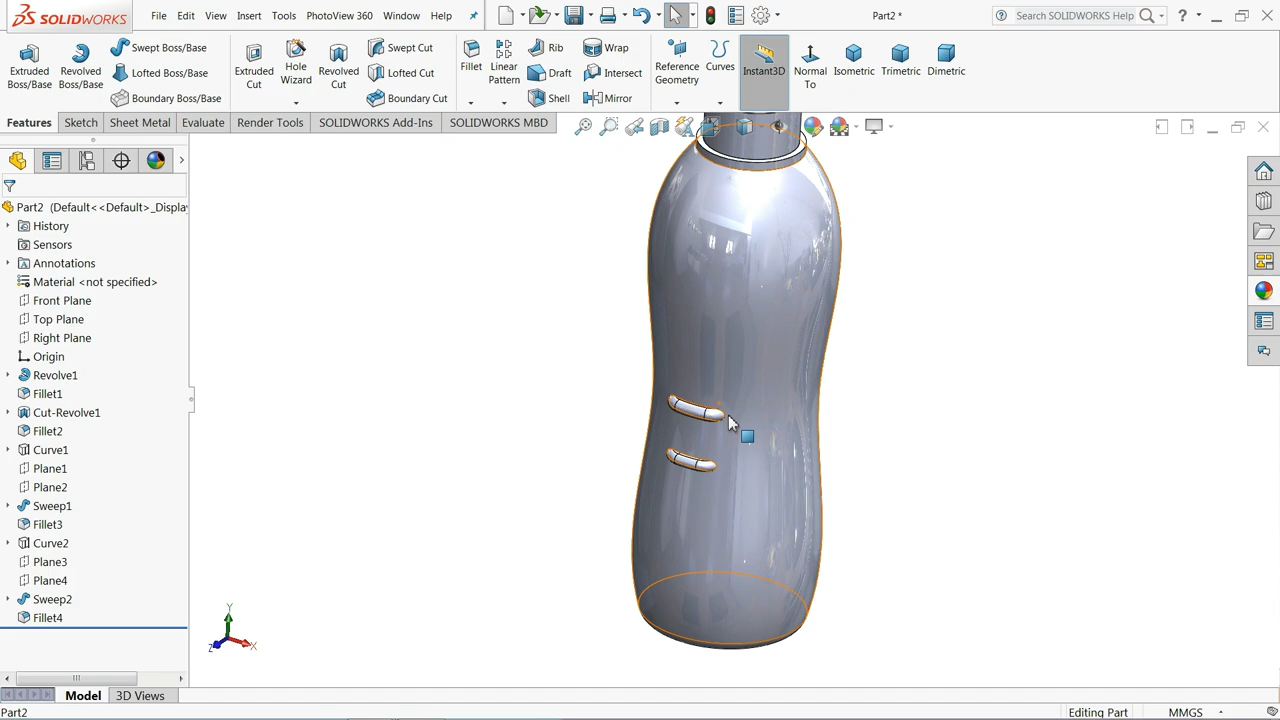 SOLIDWORKS File Edit View Insert Tools PhotoView 360 Window Help Part2 * Search SOLIDWORKS Help ?
Extruded Boss/Base
Revolved Boss/Base
Swept Boss/Base
Lofted Boss/Base
Boundary Boss/Base
Extruded Cut
Hole Wizard
Revolved Cut
Swept Cut
Lofted Cut
Boundary Cut
Fillet
Linear Pattern
Rib
Draft
Shell
Wrap
Intersect
Mirror
Reference Geometry
Curves
Instant3D
Normal To
Isometric
Trimetric
Dimetric
Features Sketch Sheet Metal Evaluate Render Tools SOLIDWORKS Add-Ins SOLIDWORKS MBD
Part2 (Default<<Default>_Displa
History
Sensors
Annotations
Material <not specified>
Front Plane
Top Plane
Right Plane
Origin
Revolve1
Fillet1
Cut-Revolve1
Fillet2
Curve1
Plane1
Plane2
Sweep1
Fillet3
Curve2
Plane3
Plane4
Sweep2
Fillet4
Y
Z X
Model 3D Views
Part2 Editing Part MMGS